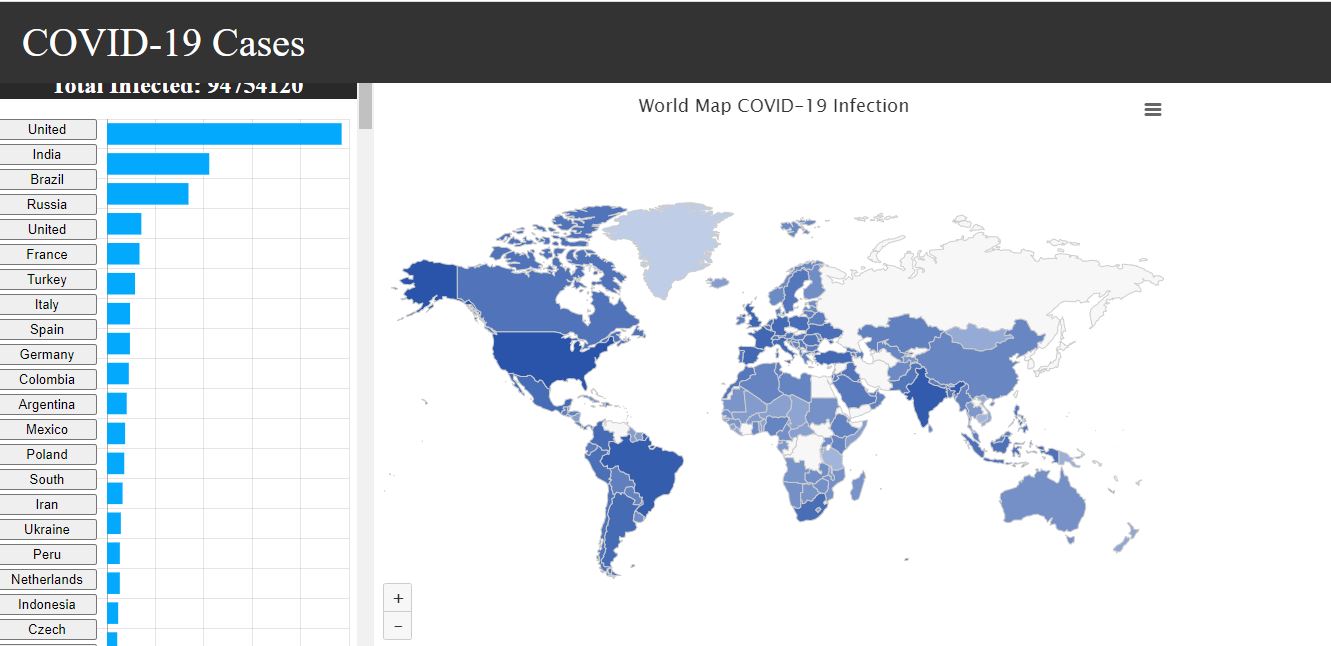 COVID-19 Cases
Total Infected: 94754120
World Map COVID-19 Infection
United
India
Brazil
Russia
United
France
Turkey
Italy
Spain
Germany
Colombia
Argentina
Mexico
Poland
South
Iran
Ukraine
Peru
Netherlands
Indonesia
Czech
+
−